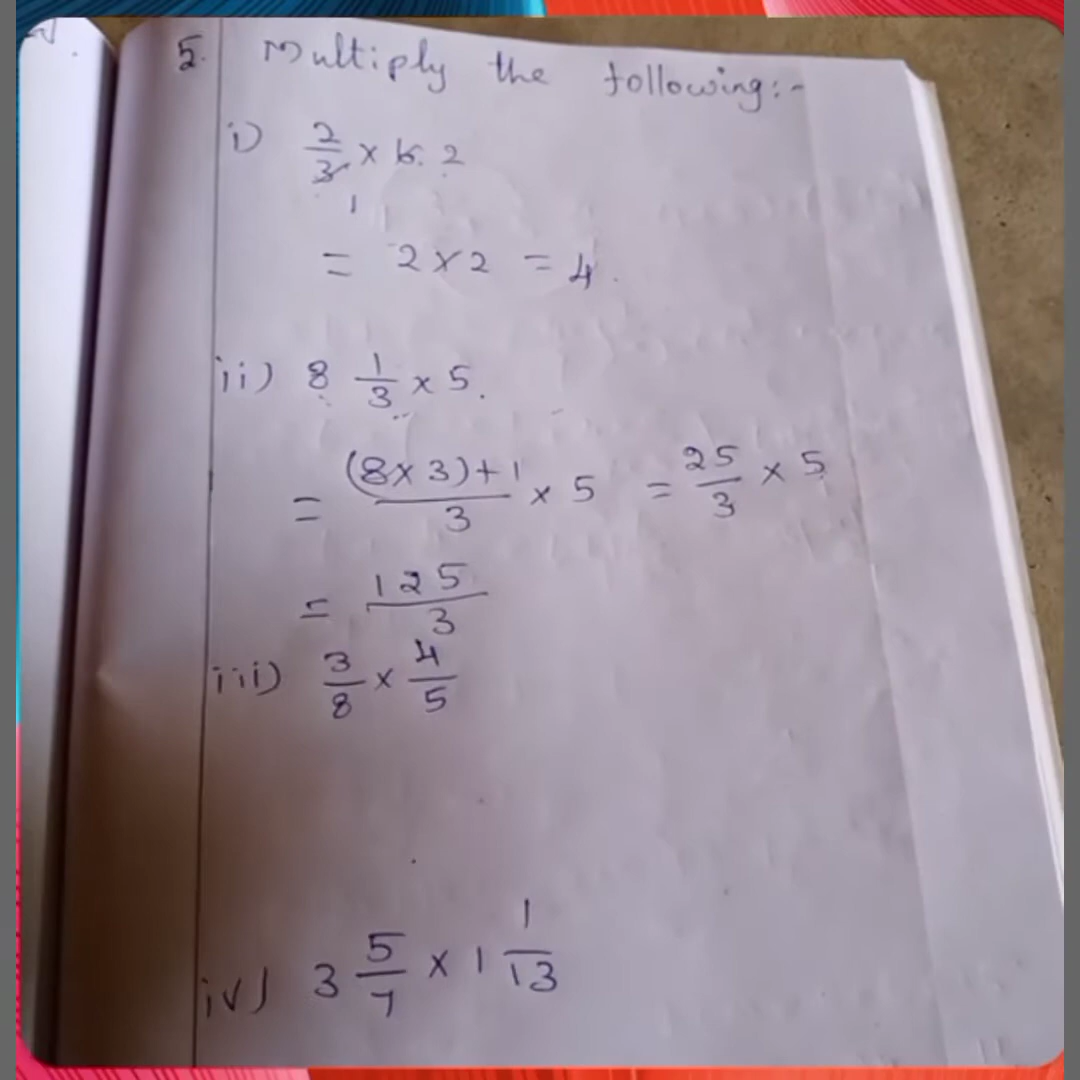 5. Multiply the following:-
i) 2/3 × 6. 2
1
= 2×2 = 4.
ii) 8 1/3 × 5.
= (8×3)+1/3 × 5 = 25/3 × 5
= 125/3
iii) 3/8 × 4/5
iv) 3 5/7 × 1 1/13